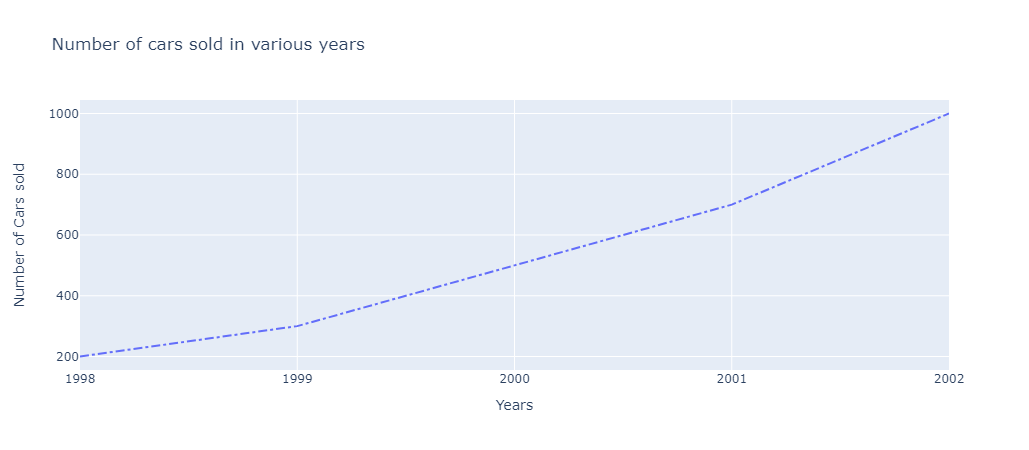 Number of cars sold in various years
Number of Cars sold
1000
800
600
400
200
1998 1999 2000 2001 2002
Years